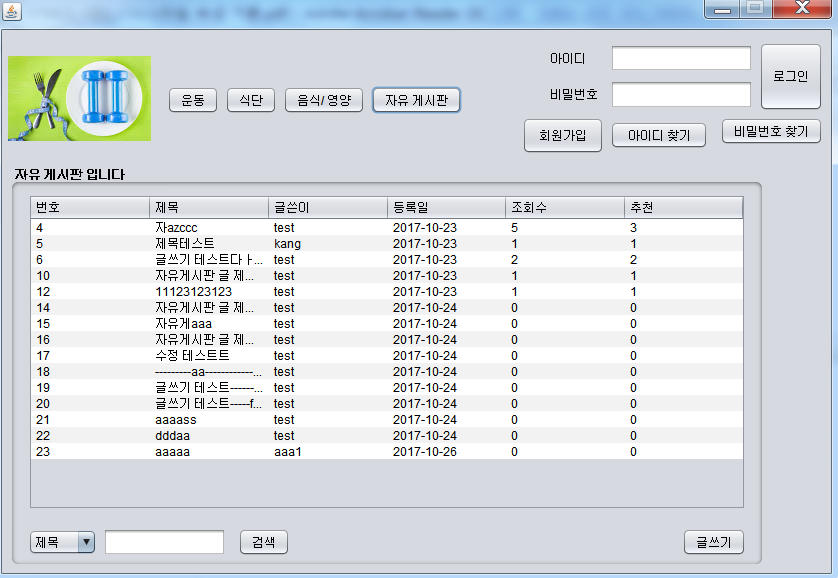 아이디
로그인
비밀번호
운동 식단 음식/영양 자유 게시판
회원가입 아이디 찾기 비밀번호 찾기
자유 게시판 입니다
번호 제목 글쓴이 등록일 조회수 추천
4 자azccc test 2017-10-23 5 3
5 제목테스트 kang 2017-10-23 1 1
6 글쓰기 테스트다ㅏ... test 2017-10-23 2 2
10 자유게시판 글 제... test 2017-10-23 1 1
12 11123123123 test 2017-10-23 1 1
14 자유게시판 글 제... test 2017-10-24 0 0
15 자유게aaa test 2017-10-24 0 0
16 자유게시판 글 제... test 2017-10-24 0 0
17 수정 테스트트 test 2017-10-24 0 0
18 ---------aa------------... test 2017-10-24 0 0
19 글쓰기 테스트------... test 2017-10-24 0 0
20 글쓰기 테스트-----f... test 2017-10-24 0 0
21 aaaass test 2017-10-24 0 0
22 dddaa test 2017-10-24 0 0
23 aaaaa aaa1 2017-10-26 0 0
제목 검색 글쓰기